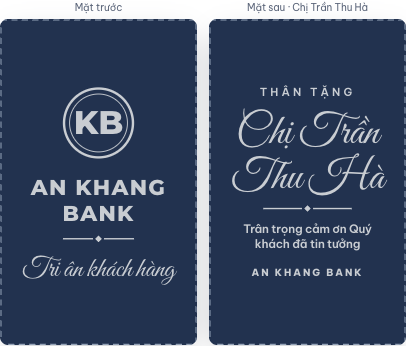 Mặt trước
KB
AN KHANG
BANK
Tri ân khách hàng
Mặt sau · Chị Trần Thu Hà
THÂN TẶNG
Chị Trần
Thu Hà
Trân trọng cảm ơn Quý
khách đã tin tưởng
AN KHANG BANK